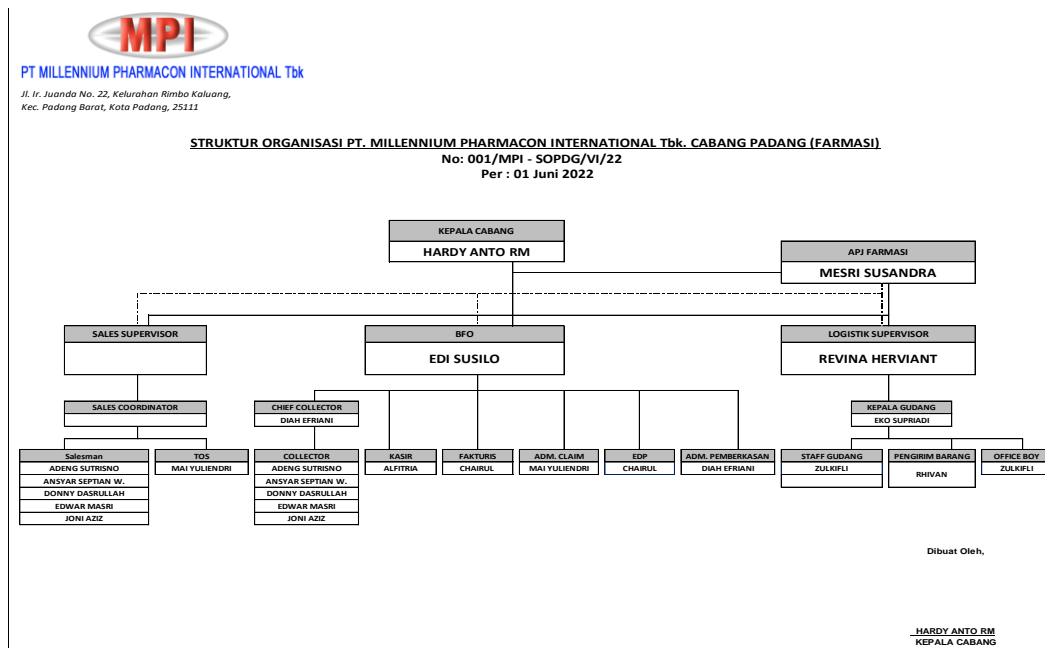 MPI
PT MILLENNIUM PHARMACON INTERNATIONAL Tbk
Jl. Ir. Juanda No. 22, Kelurahan Rimbo Kaluang,
Kec. Padang Barat, Kota Padang, 25111
STRUKTUR ORGANISASI PT. MILLENNIUM PHARMACON INTERNATIONAL Tbk. CABANG PADANG (FARMASI)
No: 001/MPI - SOPDG/VI/22
Per : 01 Juni 2022
KEPALA CABANG
HARDY ANTO RM
APJ FARMASI
MESRI SUSANDRA
SALES SUPERVISOR
BFO
EDI SUSILO
LOGISTIK SUPERVISOR
REVINA HERVIANT
SALES COORDINATOR
CHIEF COLLECTOR
DIAH EFRIANI
KEPALA GUDANG
EKO SUPRIADI
Salesman
ADENG SUTRISNO
ANSYAR SEPTIAN W.
DONNY DASRULLAH
EDWAR MASRI
JONI AZIZ
TOS
MAI YULIENDRI
COLLECTOR
ADENG SUTRISNO
ANSYAR SEPTIAN W.
DONNY DASRULLAH
EDWAR MASRI
JONI AZIZ
KASIR
ALFITRIA
FAKTURIS
CHAIRUL
ADM. CLAIM
MAI YULIENDRI
EDP
CHAIRUL
ADM. PEMBERKASAN
DIAH EFRIANI
STAFF GUDANG
ZULKIFLI
PENGIRIM BARANG
RHIVAN
OFFICE BOY
ZULKIFLI
Dibuat Oleh,
HARDY ANTO RM
KEPALA CABANG